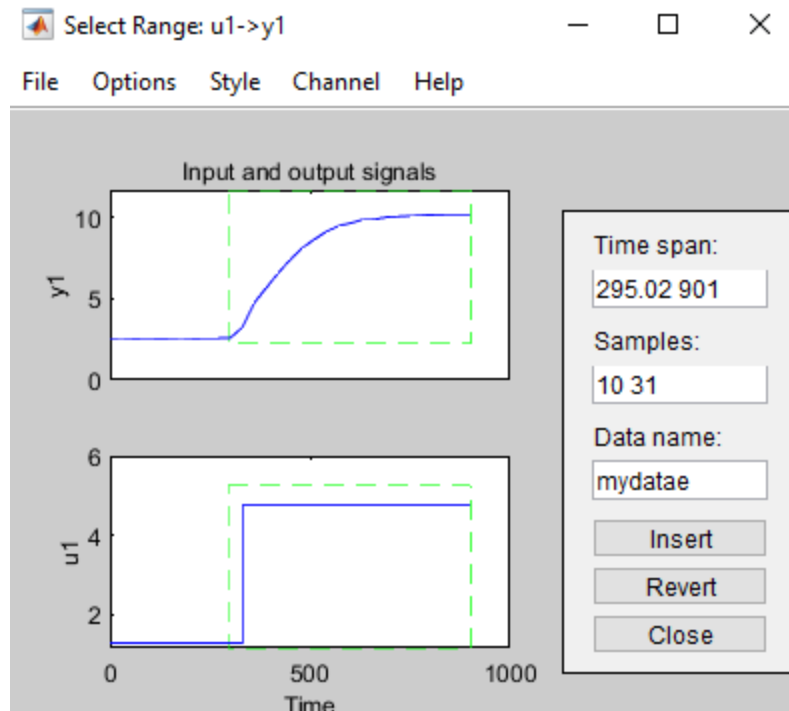 Select Range: u1->y1
File Options Style Channel Help
Input and output signals
10
5
0
y1
6
4
2
u1
0 500 1000
Time
Time span:
295.02 901
Samples:
10 31
Data name:
mydatae
Insert
Revert
Close